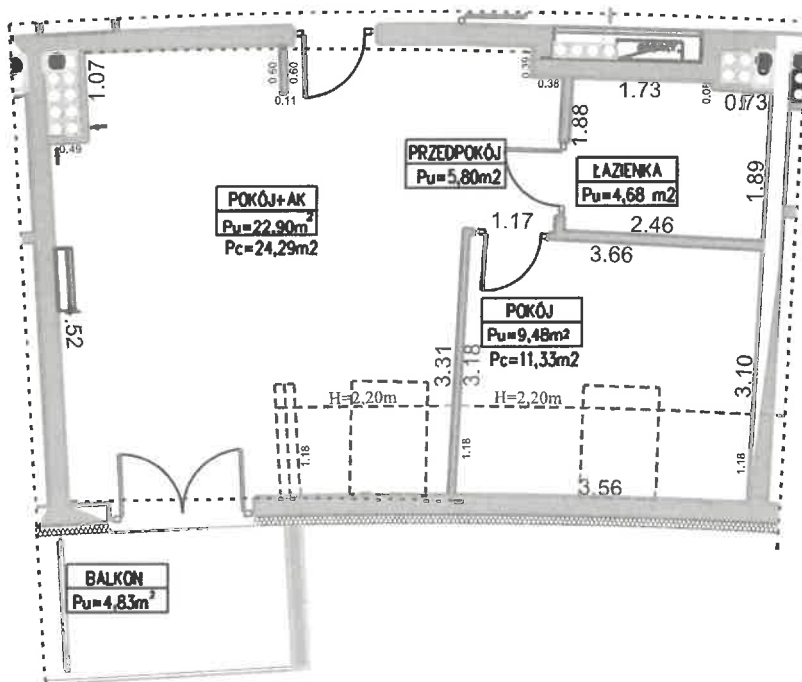 1.07
0.49
0.60
0.60
0.11
0.39
0.38
1.73
0.73
1.88
1.89
PRZEDPOKÓJ
Pu=5,80m2
ŁAZIENKA
Pu=4,68 m2
POKÓJ+AK
Pu=22,90m²
Pc=24,29m2
1.17
2.46
3.66
POKÓJ
Pu=9,48m²
Pc=11,33m2
.52
3.31
3.18
3.10
H=2,20m
H=2,20m
1.18
1.18
1.18
3.56
BALKON
Pu=4,83m²